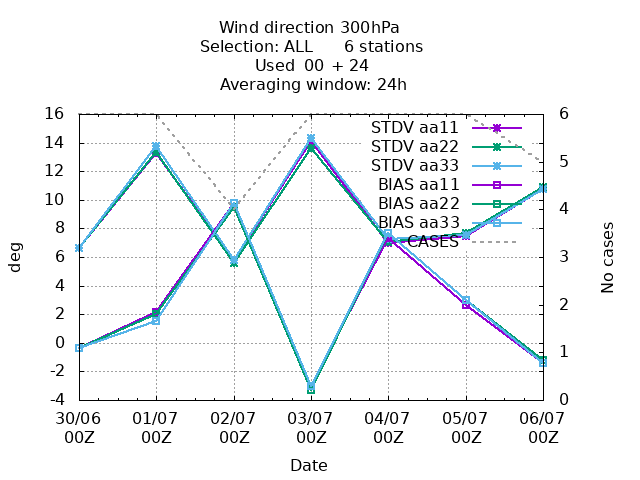 Wind direction 300hPa
Selection: ALL 6 stations
Used 00 + 24
Averaging window: 24h
16
14
12
10
8
6
4
2
0
-2
-4
deg
6
5
4
3
2
1
0
No cases
STDV aa11
STDV aa22
STDV aa33
BIAS aa11
BIAS aa22
BIAS aa33
CASES
30/06 01/07 02/07 03/07 04/07 05/07 06/07
00Z 00Z 00Z 00Z 00Z 00Z 00Z
Date